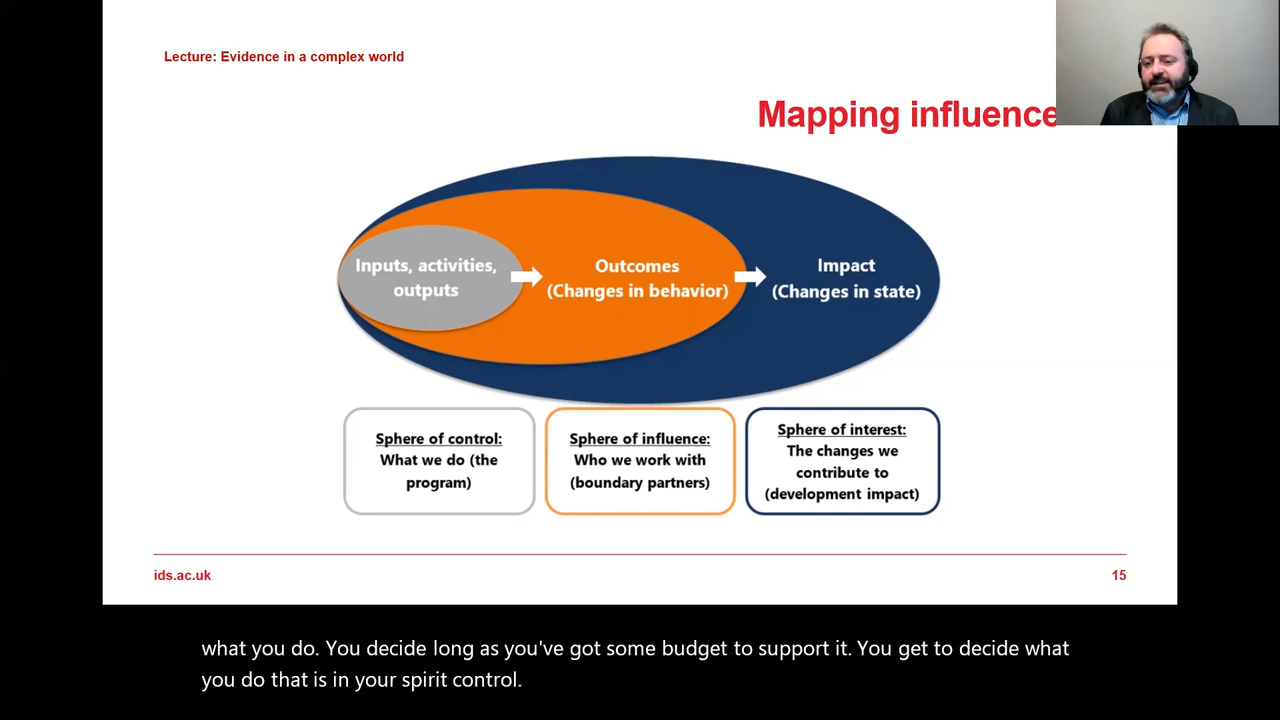 Lecture: Evidence in a complex world
Mapping influence
Inputs, activities,
outputs
Outcomes
(Changes in behavior)
Impact
(Changes in state)
Sphere of control:
What we do (the
program)
Sphere of influence:
Who we work with
(boundary partners)
Sphere of interest:
The changes we
contribute to
(development impact)
ids.ac.uk
15
what you do. You decide long as you've got some budget to support it. You get to decide what
you do that is in your spirit control.